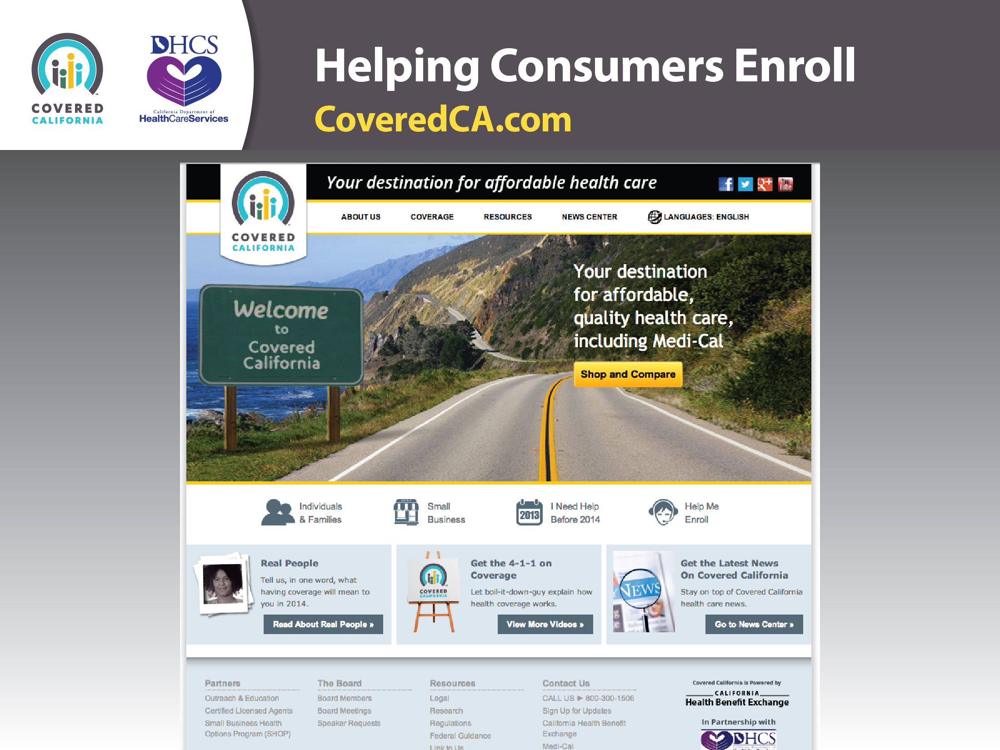 DHCS
COVERED
CALIFORNIA
California Department of
HealthCareServices
Helping Consumers Enroll
CoveredCA.com
Your destination for affordable health care
You
Tube
COVERED
CALIFORNIA
ABOUT US
COVERAGE
RESOURCES
NEWS CENTER
LANGUAGES: ENGLISH
Welcome
to
Covered
California
Your destination
for affordable,
quality health care,
including Medi-Cal
Shop and Compare
Individuals
& Families
SHOP
Small
Business
2013
I Need Help
Before 2014
Help Me
Enroll
Real People
Tell us, in one word, what
having coverage will mean to
you in 2014.
Read About Real People »
COVERED
CALIFORNIA
Get the 4-1-1 on
Coverage
Let boil-it-down-guy explain how
health coverage works.
View More Videos »
NEWS
Get the Latest News
On Covered California
Stay on top of Covered California
health care news.
Go to News Center »
Partners
Outreach & Education
Certified Licensed Agents
Small Business Health
Options Program (SHOP)
The Board
Board Members
Board Meetings
Speaker Requests
Resources
Legal
Research
Regulations
Federal Guidance
Link to Us
Contact Us
CALL US ► 800-300-1506
Sign Up for Updates
California Health Benefit
Exchange
Medi-Cal
Covered California is Powered by
CALIFORNIA
Health Benefit Exchange
In Partnership with
DHCS
California Department of